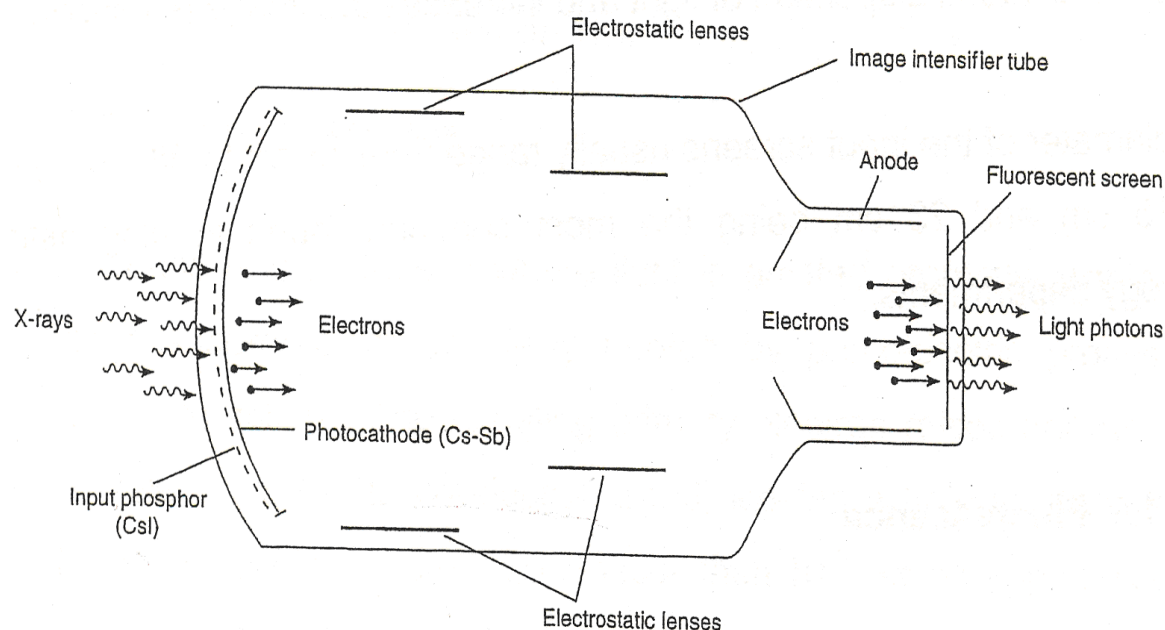 Electrostatic lenses
Image intensifier tube
Anode
Fluorescent screen
X-rays
Electrons
Electrons
Light photons
Photocathode (Cs-Sb)
Input phosphor
(CsI)
Electrostatic lenses